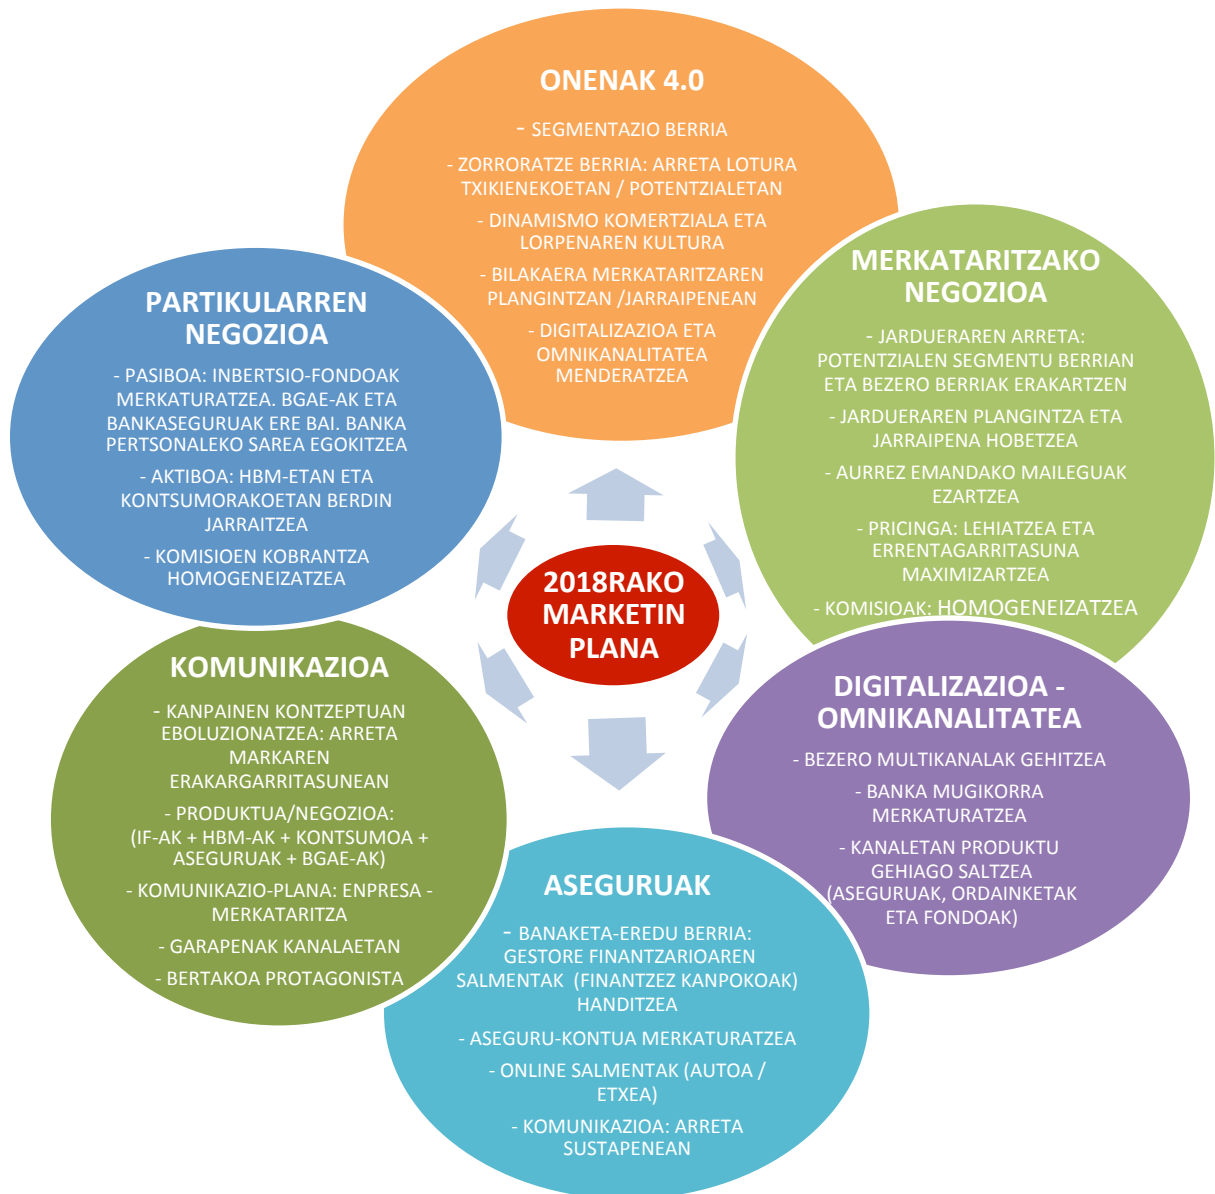 ONENAK 4.0
- SEGMENTAZIO BERRIA
- ZORRORATZE BERRIA: ARRETA LOTURA
TXIKIENEKOETAN / POTENTZIALETAN
- DINAMISMO KOMERTZIALA ETA
LORPENAREN KULTURA
- BILAKAERA MERKATARITZAREN
PLANGINTZAN /JARRAIPENEAN
- DIGITALIZAZIOA ETA
OMNIKANALITATEA
MENDERATZEA
MERKATARITZAKO
NEGOZIOA
- JARDUERAREN ARRETA:
POTENTZIALEN SEGMENTU BERRIAN
ETA BEZERO BERRIAK ERAKARTZEN
- JARDUERAREN PLANGINTZA ETA
JARRAIPENA HOBETZEA
- AURREZ EMANDAKO MAILEGUAK
EZARTZEA
- PRICINGA: LEHIATZEA ETA
ERRENTAGARRITASUNA
MAXIMIZARTZEA
- KOMISIOAK: HOMOGENEIZATZEA
DIGITALIZAZIOA -
OMNIKANALITATEA
- BEZERO MULTIKANALAK GEHITZEA
- BANKA MUGIKORRA
MERKATURATZEA
- KANALETAN PRODUKTU
GEHIAGO SALTZEA
(ASEGURUAK, ORDAINKETAK
ETA FONDOAK)
ASEGURUAK
- BANAKETA-EREDU BERRIA:
GESTORE FINANTZARIOAREN
SALMENTAK (FINANTZEZ KANPOKOAK)
HANDITZEA
- ASEGURU-KONTUA MERKATURATZEA
- ONLINE SALMENTAK (AUTOA /
ETXEA)
- KOMUNIKAZIOA: ARRETA
SUSTAPENEAN
KOMUNIKAZIOA
- KANPAINEN KONTZEPTUAN
EBOLUZIONATZEA: ARRETA
MARKAREN
ERAKARGARRITASUNEAN
- PRODUKTUA/NEGOZIOA:
(IF-AK + HBM-AK + KONTSUMOA +
ASEGURUAK + BGAE-AK)
- KOMUNIKAZIO-PLANA: ENPRESA -
MERKATARITZA
- GARAPENAK KANALAETAN
- BERTAKOA PROTAGONISTA
PARTIKULARREN
NEGOZIOA
- PASIBOA: INBERTSIO-FONDOAK
MERKATURATZEA. BGAE-AK ETA
BANKASEGURUAK ERE BAI. BANKA
PERTSONALEKO SAREA EGOKITZEA
- AKTIBOA: HBM-ETAN ETA
KONTSUMORAKOETAN BERDIN
JARRAITZEA
- KOMISIOEN KOBRANTZA
HOMOGENEIZATZEA
2018RAKO
MARKETIN
PLANA